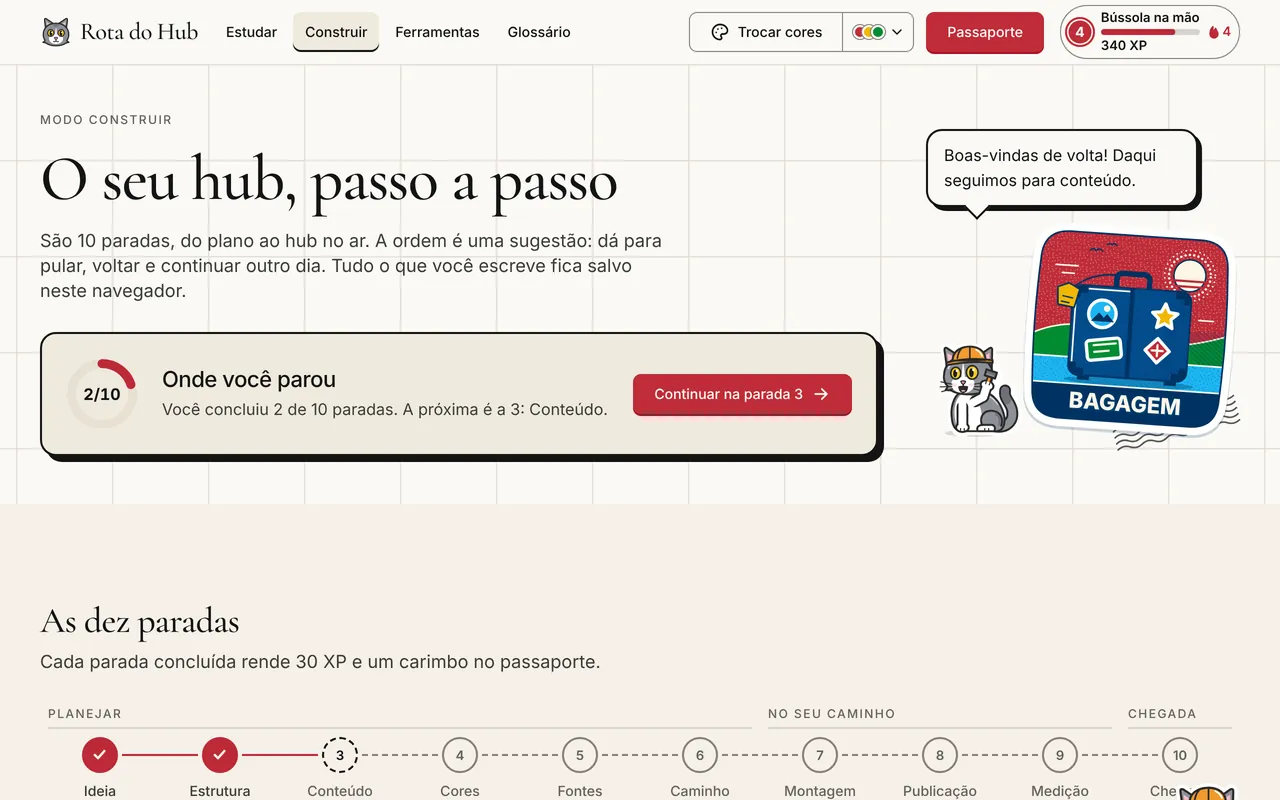 Rota do Hub
Estudar
Construir
Ferramentas
Glossário
Trocar cores
Passaporte
4
Bússola na mão
340 XP
4
MODO CONSTRUIR
O seu hub, passo a passo
São 10 paradas, do plano ao hub no ar. A ordem é uma sugestão: dá para
pular, voltar e continuar outro dia. Tudo o que você escreve fica salvo
neste navegador.
Boas-vindas de volta! Daqui
seguimos para conteúdo.
BAGAGEM
2/10
Onde você parou
Você concluiu 2 de 10 paradas. A próxima é a 3: Conteúdo.
Continuar na parada 3
As dez paradas
Cada parada concluída rende 30 XP e um carimbo no passaporte.
PLANEJAR
NO SEU CAMINHO
CHEGADA
3
4
5
6
7
8
9
10
Ideia
Estrutura
Conteúdo
Cores
Fontes
Caminho
Montagem
Publicação
Medição